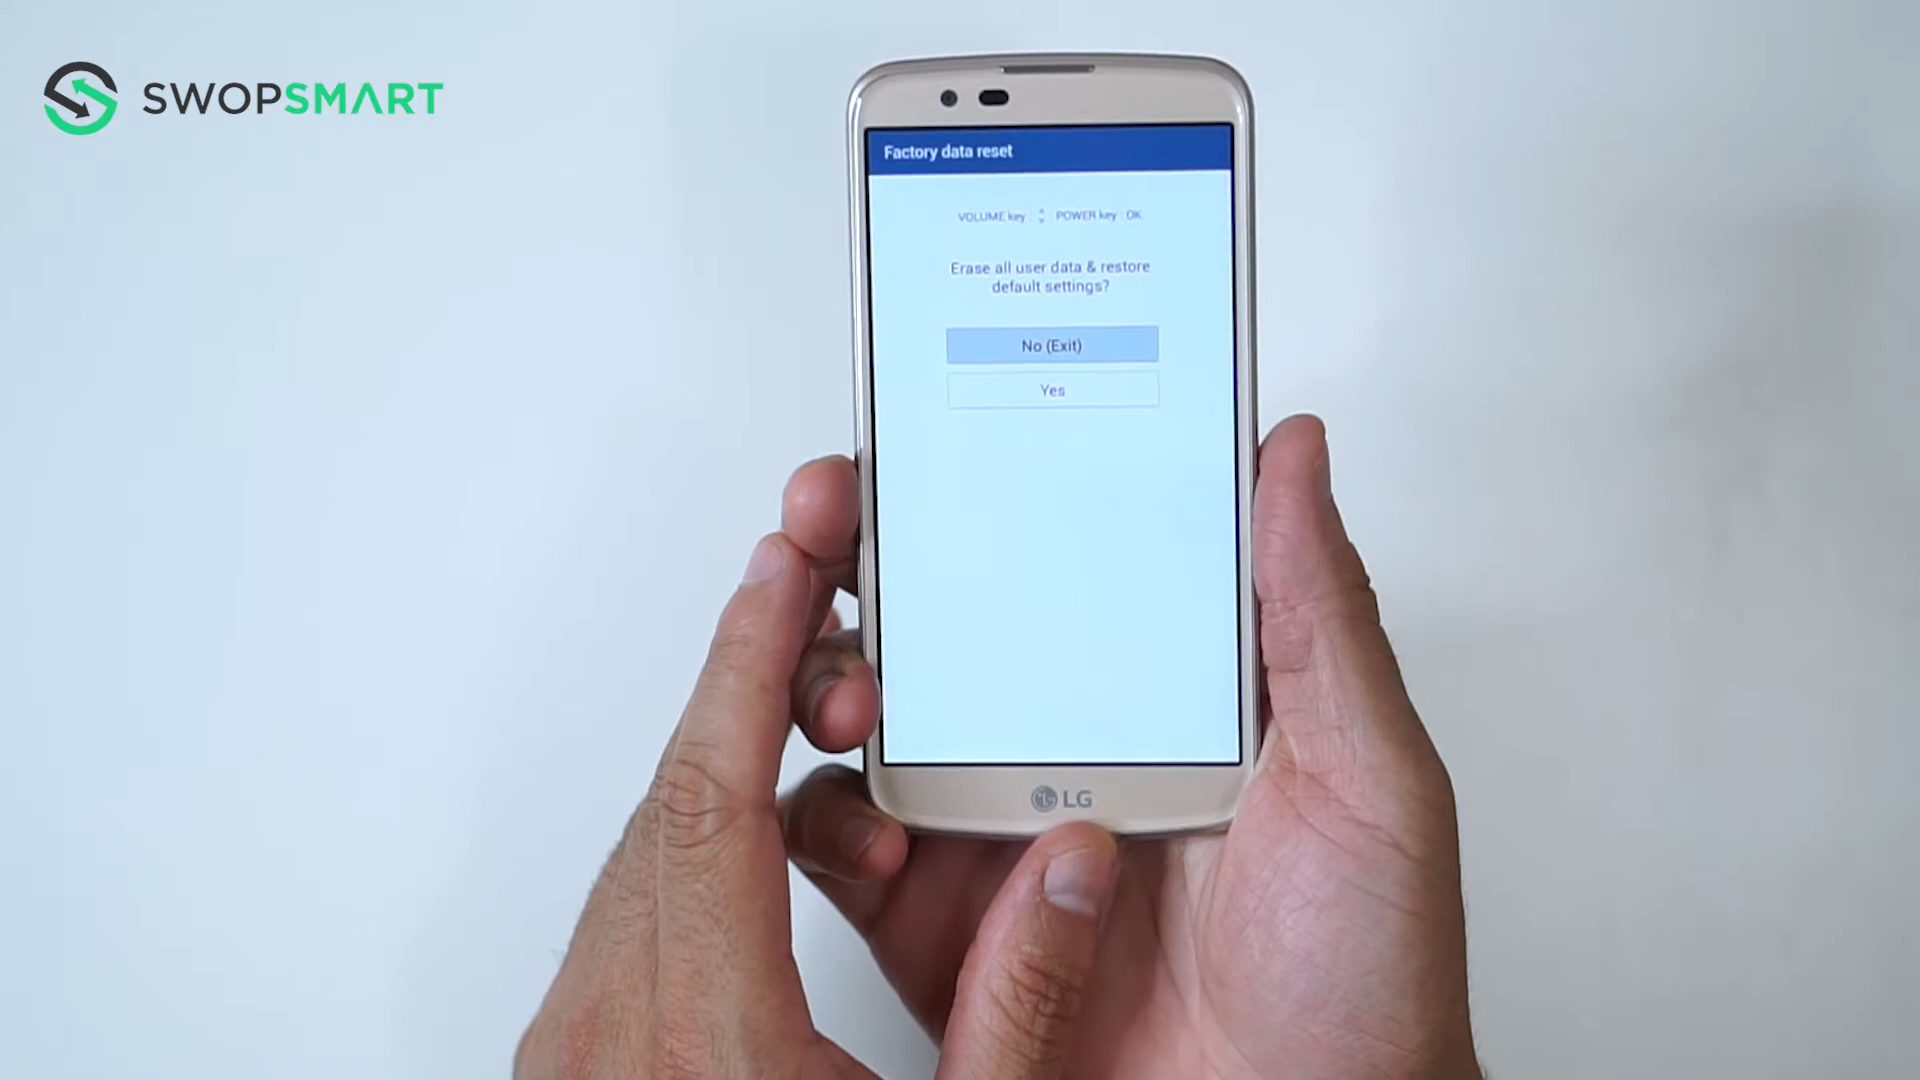 SWOPSMART
Factory data reset
VOLUME key : POWER key : OK
Erase all user data & restore
default settings?
No (Exit)
Yes
LG